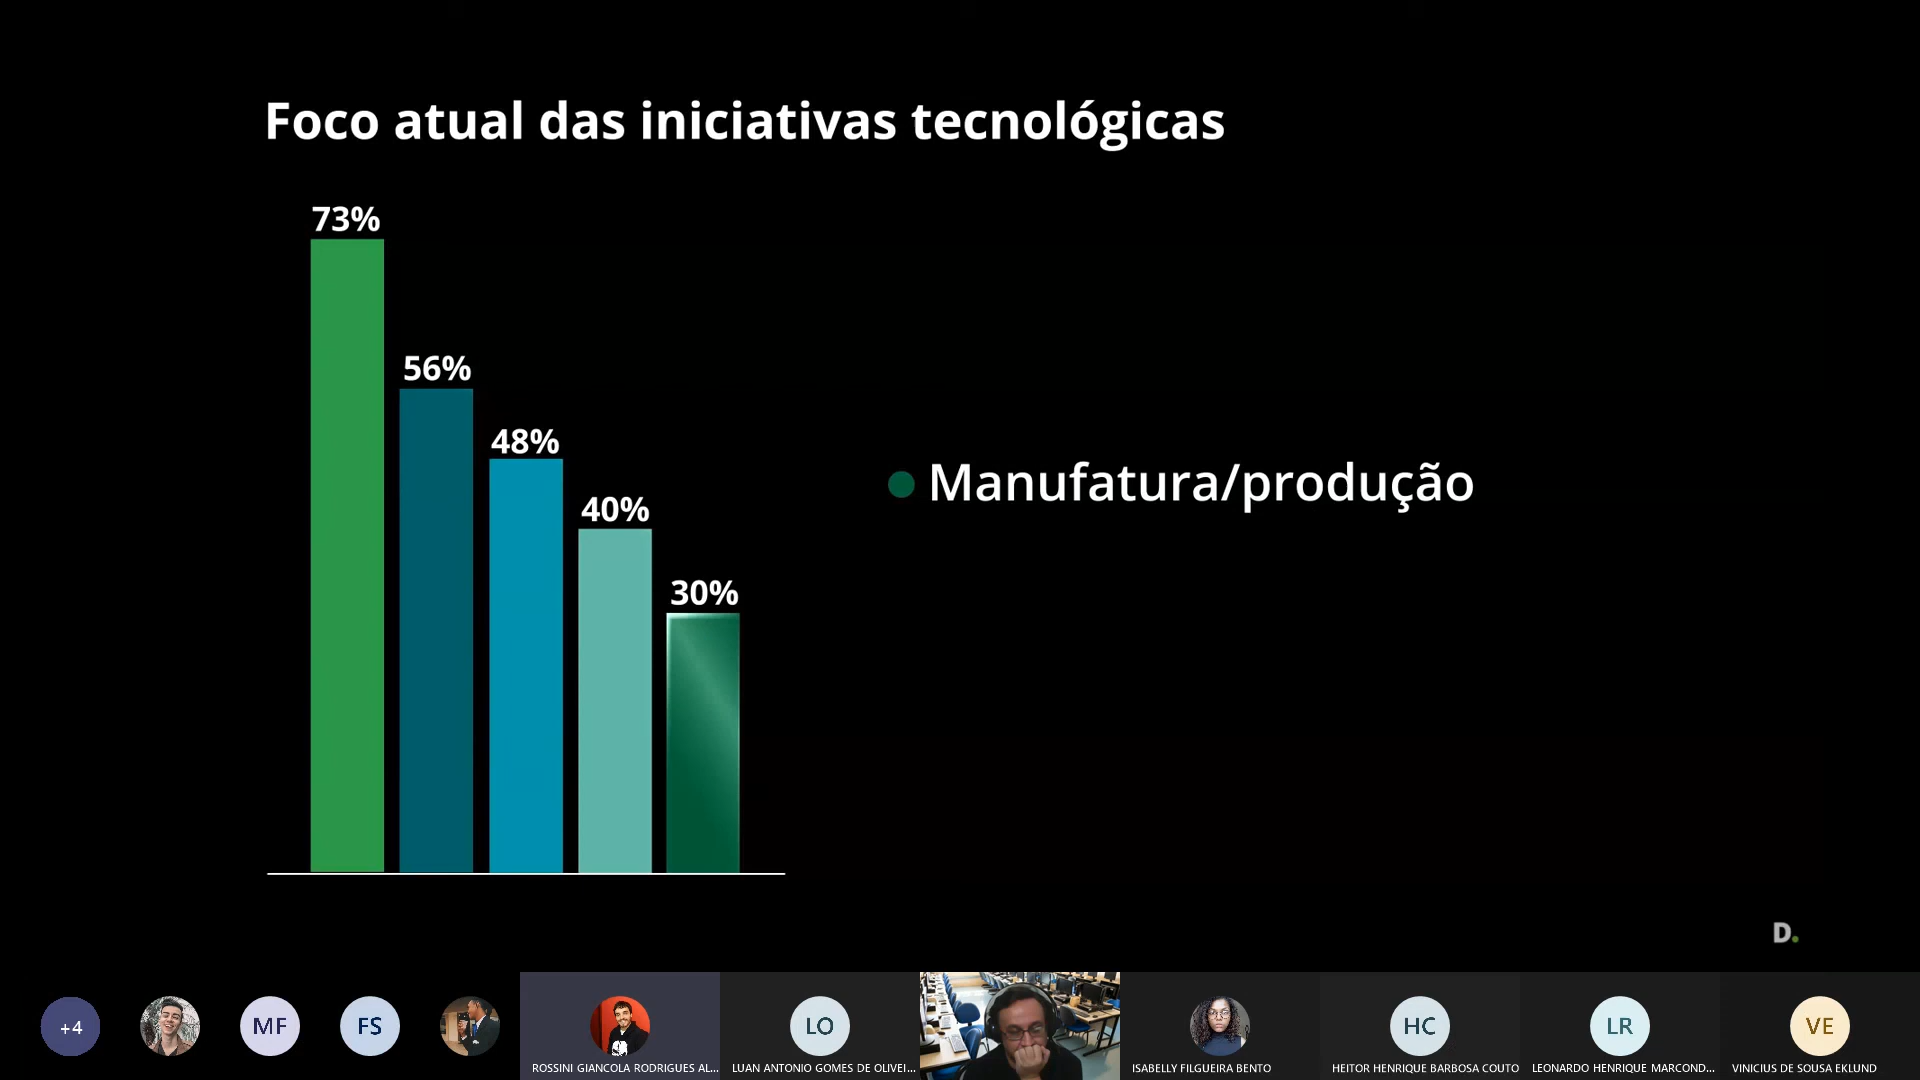 Foco atual das iniciativas tecnológicas
73%
56%
48%
40%
30%
Manufatura/produção
D.
+4
MF
FS
LO
HC
LR
VE
ROSSINI GIANCOLA RODRIGUES AL...
LUAN ANTONIO GOMES DE OLIVEI...
ISABELLY FILGUEIRA BENTO
HEITOR HENRIQUE BARBOSA COUTO
LEONARDO HENRIQUE MARCOND...
VINICIUS DE SOUSA EKLUND